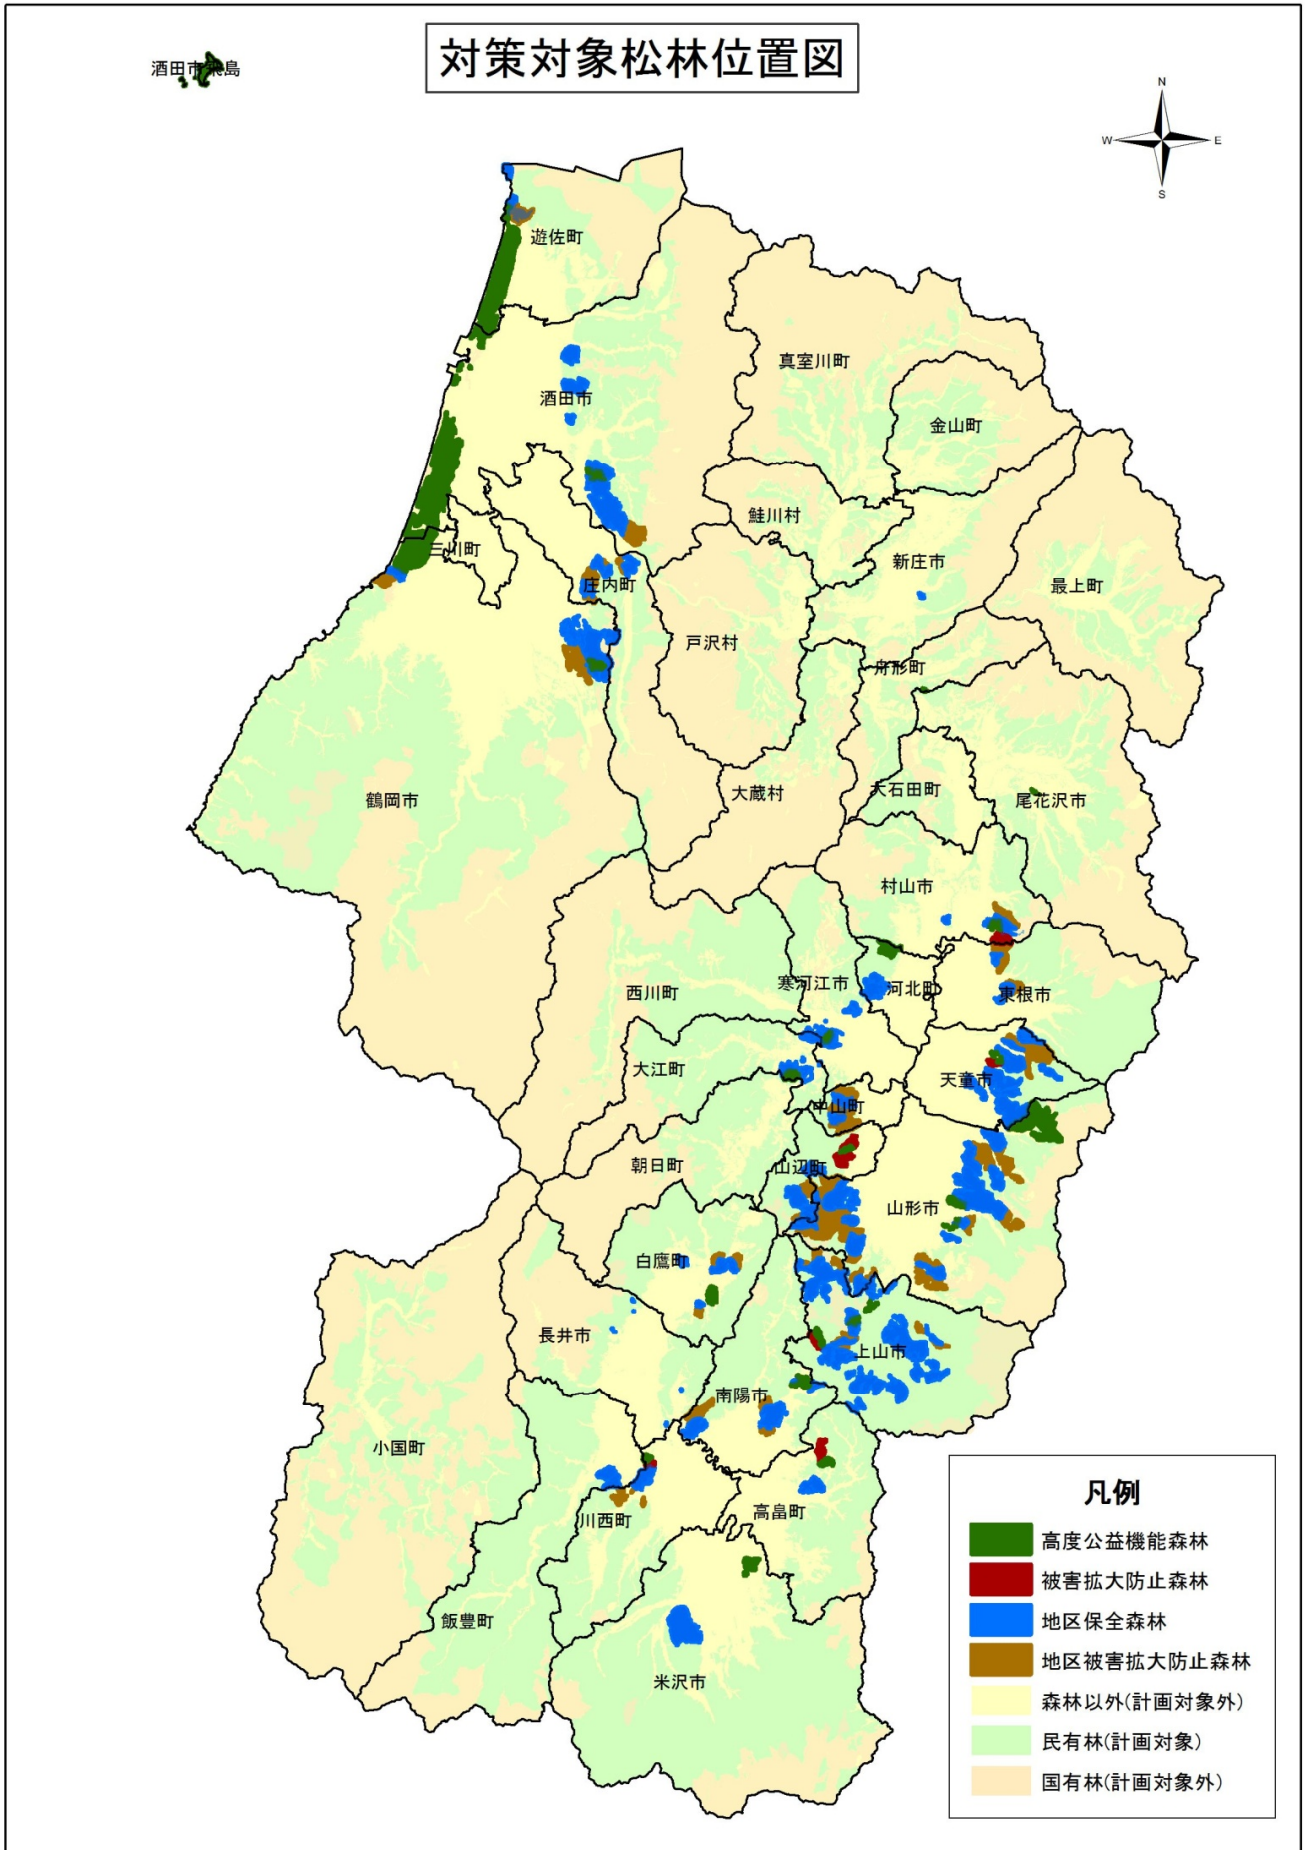 対策対象松林位置図
酒田市飛島
N
W
E
S
遊佐町
真室川町
酒田市
金山町
鮭川村
三川町
新庄市
庄内町
最上町
戸沢村
舟形町
大蔵村
大石田町
鶴岡市
尾花沢市
村山市
寒河江市
西川町
河北町
東根市
大江町
天童市
中山町
朝日町
山辺町
山形市
白鷹町
長井市
上山市
南陽市
小国町
高畠町
川西町
飯豊町
米沢市
凡例
高度公益機能森林
被害拡大防止森林
地区保全森林
地区被害拡大防止森林
森林以外(計画対象外)
民有林(計画対象)
国有林(計画対象外)